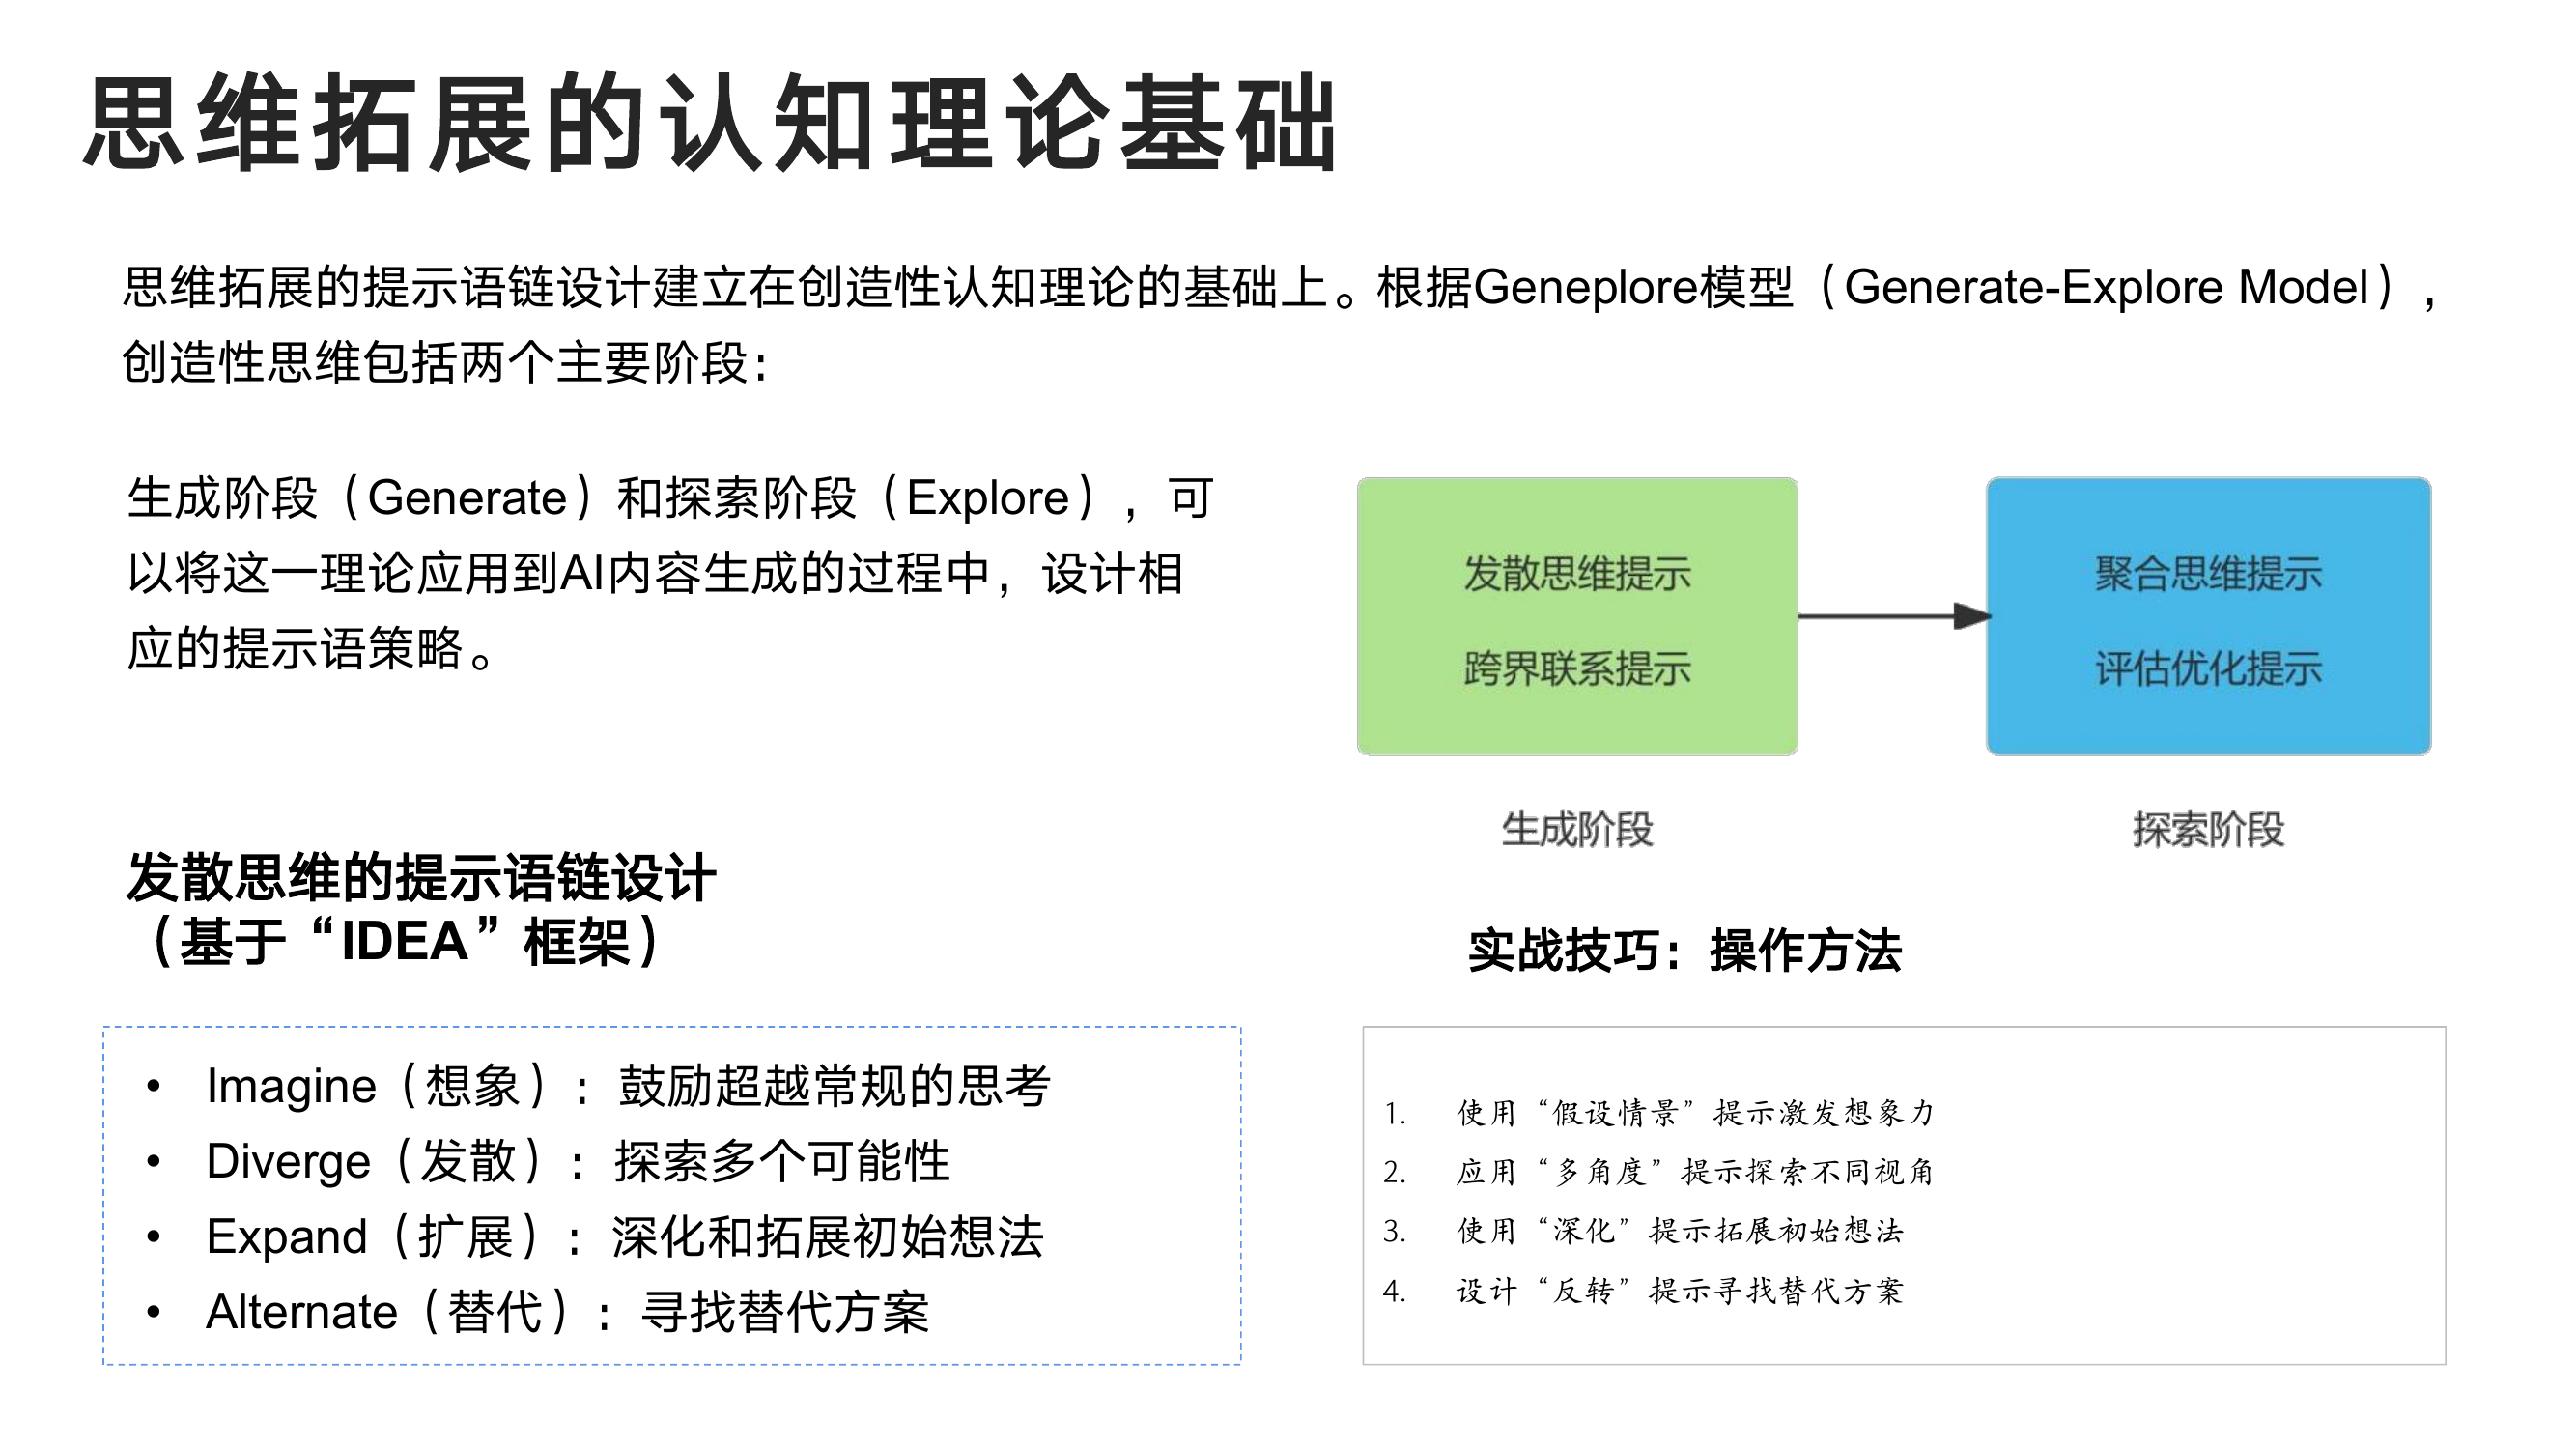 思维拓展的认知理论基础
思维拓展的提示语链设计建立在创造性认知理论的基础上。根据Geneplore模型（Generate-Explore Model），
创造性思维包括两个主要阶段：
生成阶段（Generate）和探索阶段（Explore），可
以将这一理论应用到AI内容生成的过程中，设计相
应的提示语策略。
发散思维提示
跨界联系提示
聚合思维提示
评估优化提示
生成阶段
探索阶段
发散思维的提示语链设计
（基于“IDEA”框架）
• Imagine（想象）：鼓励超越常规的思考
• Diverge（发散）：探索多个可能性
• Expand（扩展）：深化和拓展初始想法
• Alternate（替代）：寻找替代方案
实战技巧：操作方法
1. 使用“假设情景”提示激发想象力
2. 应用“多角度”提示探索不同视角
3. 使用“深化”提示拓展初始想法
4. 设计“反转”提示寻找替代方案